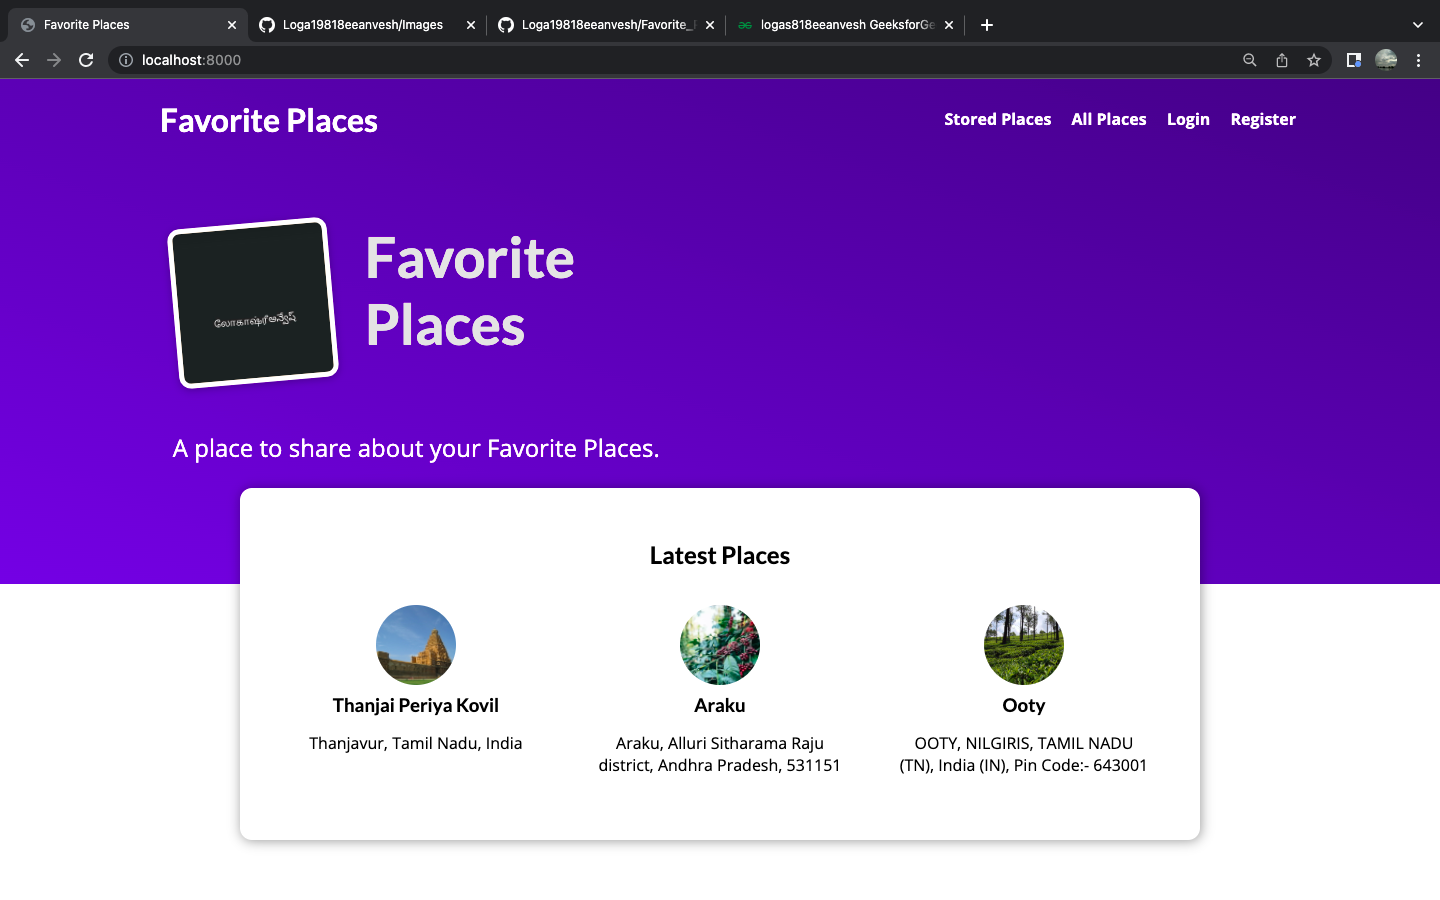 Favorite Places
Loga19818eeanvesh/Images
Loga19818eeanvesh/Favorite_
logas818eeanvesh GeeksforGe
localhost:8000
Favorite Places
Stored Places All Places Login Register
லோகாஷ்ரீఅన్వేష్
Favorite
Places
A place to share about your Favorite Places.
Latest Places
Thanjai Periya Kovil
Thanjavur, Tamil Nadu, India
Araku
Araku, Alluri Sitharama Raju
district, Andhra Pradesh, 531151
Ooty
OOTY, NILGIRIS, TAMIL NADU
(TN), India (IN), Pin Code:- 643001